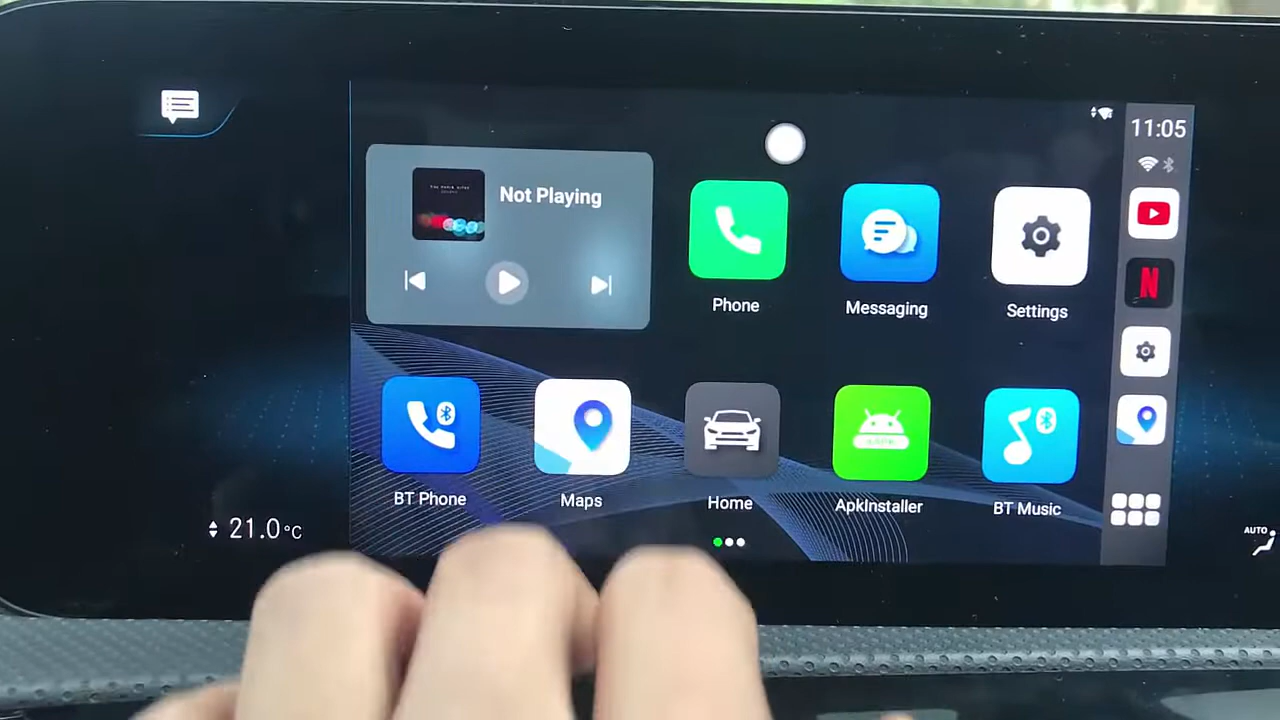 11:05
Not Playing
Phone
Messaging
Settings
N
BT Phone
Maps
Home
ApkInstaller
BT Music
21.0°C
AUTO